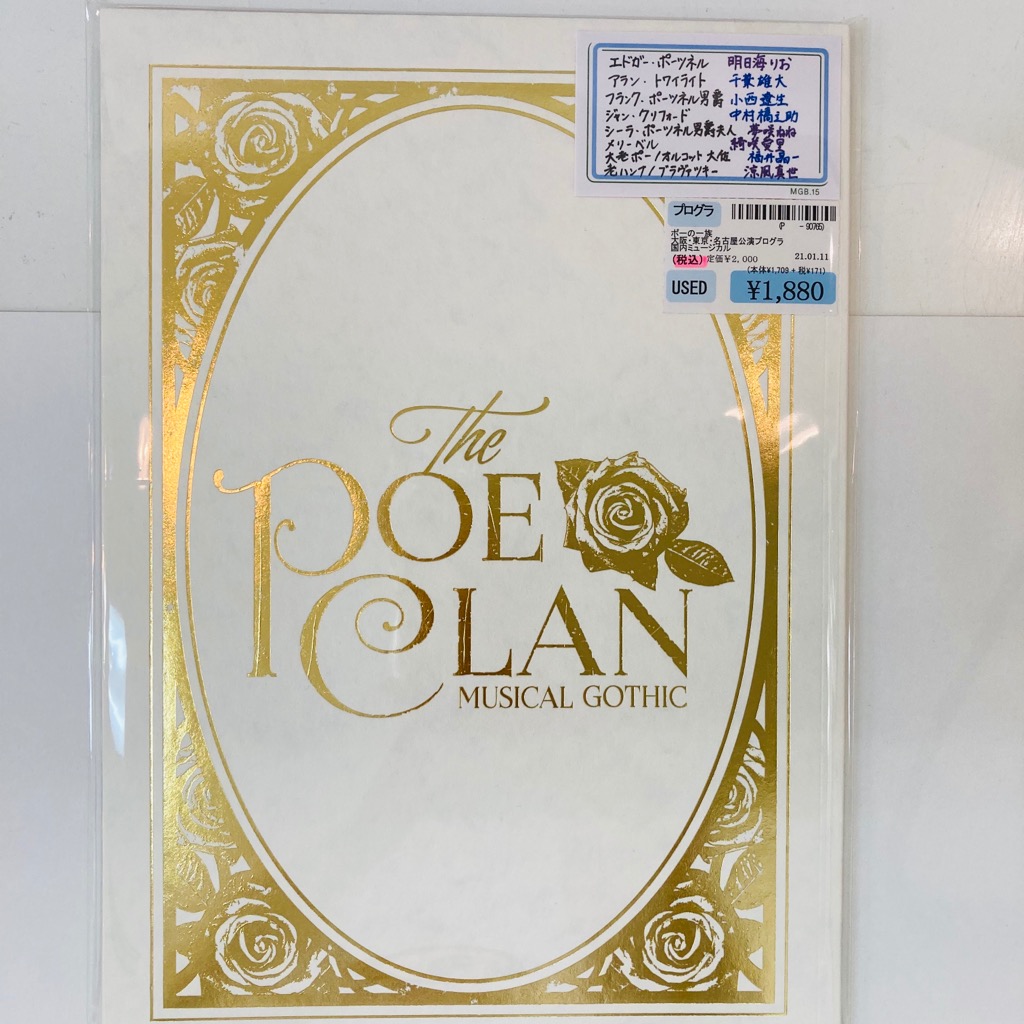 エドガー・ポーツネル 明日海りお
アラン・トワイライト 千葉雄大
フランク・ポーツネル男爵 小西遼生
ジャン・クリフォード 中村橋之助
シーラ・ポーツネル男爵夫人 夢咲ねね
メリーベル 綺咲愛里
大老ポー/オルコット大佐 福井晶一
老ハンナ/ブラヴァツキー 涼風真世
MGB.15
プログラ
(P -90765)
ポーの一族
大阪・東京・名古屋公演プログラ
国内ミュージカル 21.01.11
(税込) 定価¥2,000
(本体¥1,709 + 税¥171)
USED ¥1,880
The
POE
CLAN
MUSICAL GOTHIC